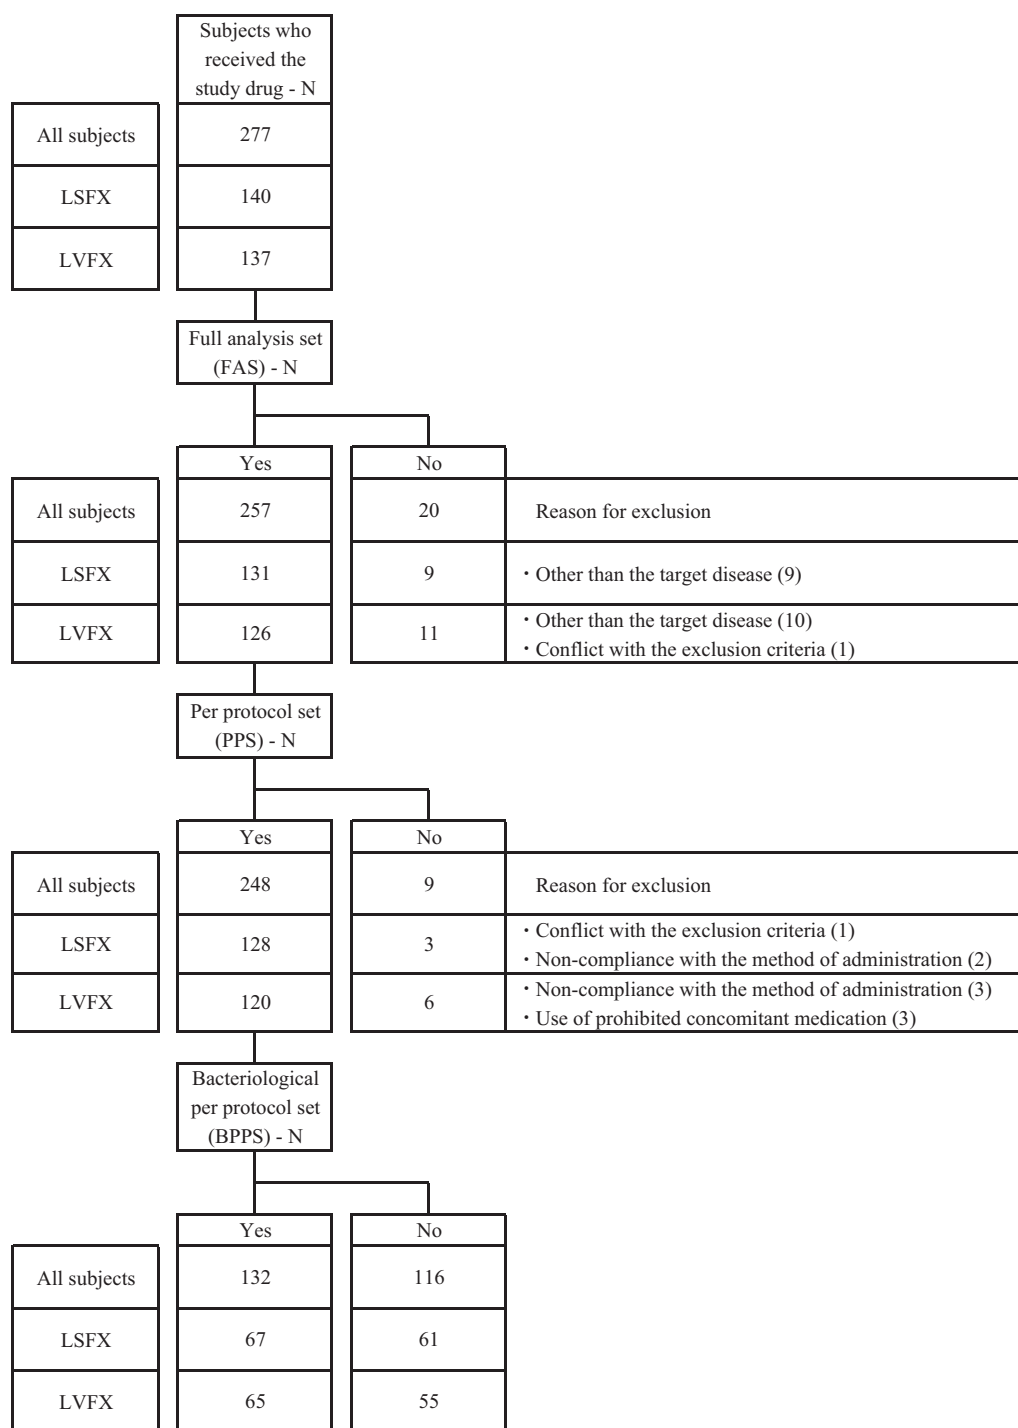 Subjects who
received the
study drug - N
All subjects 277
LSFX 140
LVFX 137
Full analysis set
(FAS) - N
Yes No
All subjects 257 20 Reason for exclusion
LSFX 131 9 ・Other than the target disease (9)
LVFX 126 11 ・Other than the target disease (10)
・Conflict with the exclusion criteria (1)
Per protocol set
(PPS) - N
Yes No
All subjects 248 9 Reason for exclusion
LSFX 128 3 ・Conflict with the exclusion criteria (1)
・Non-compliance with the method of administration (2)
LVFX 120 6 ・Non-compliance with the method of administration (3)
・Use of prohibited concomitant medication (3)
Bacteriological
per protocol set
(BPPS) - N
Yes No
All subjects 132 116
LSFX 67 61
LVFX 65 55